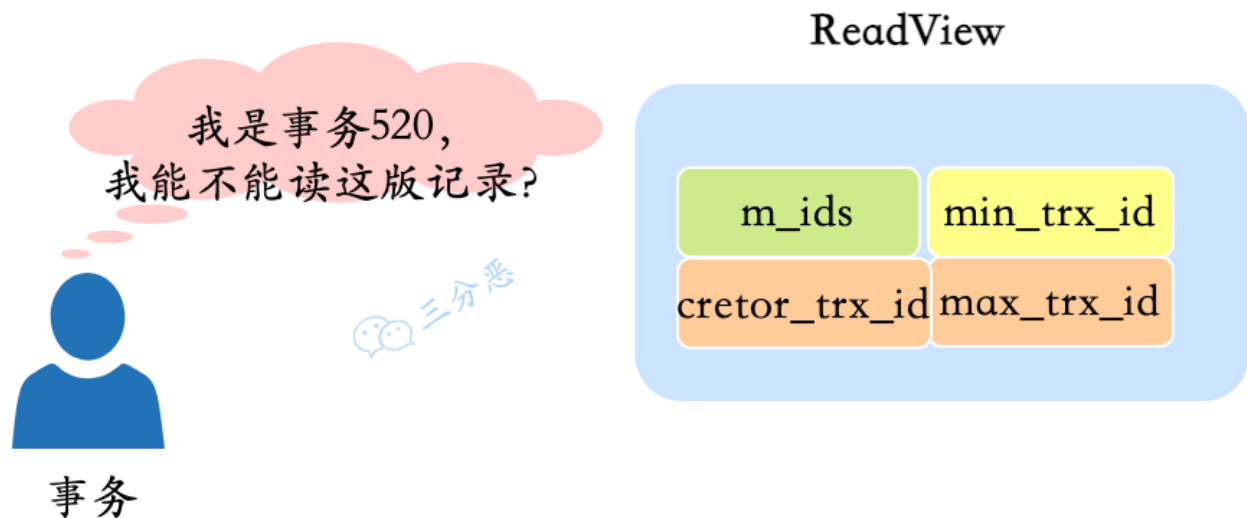 ReadView
我是事务520，
我能不能读这版记录？
m_ids
min_trx_id
cretor_trx_id
max_trx_id
三分恶
事务